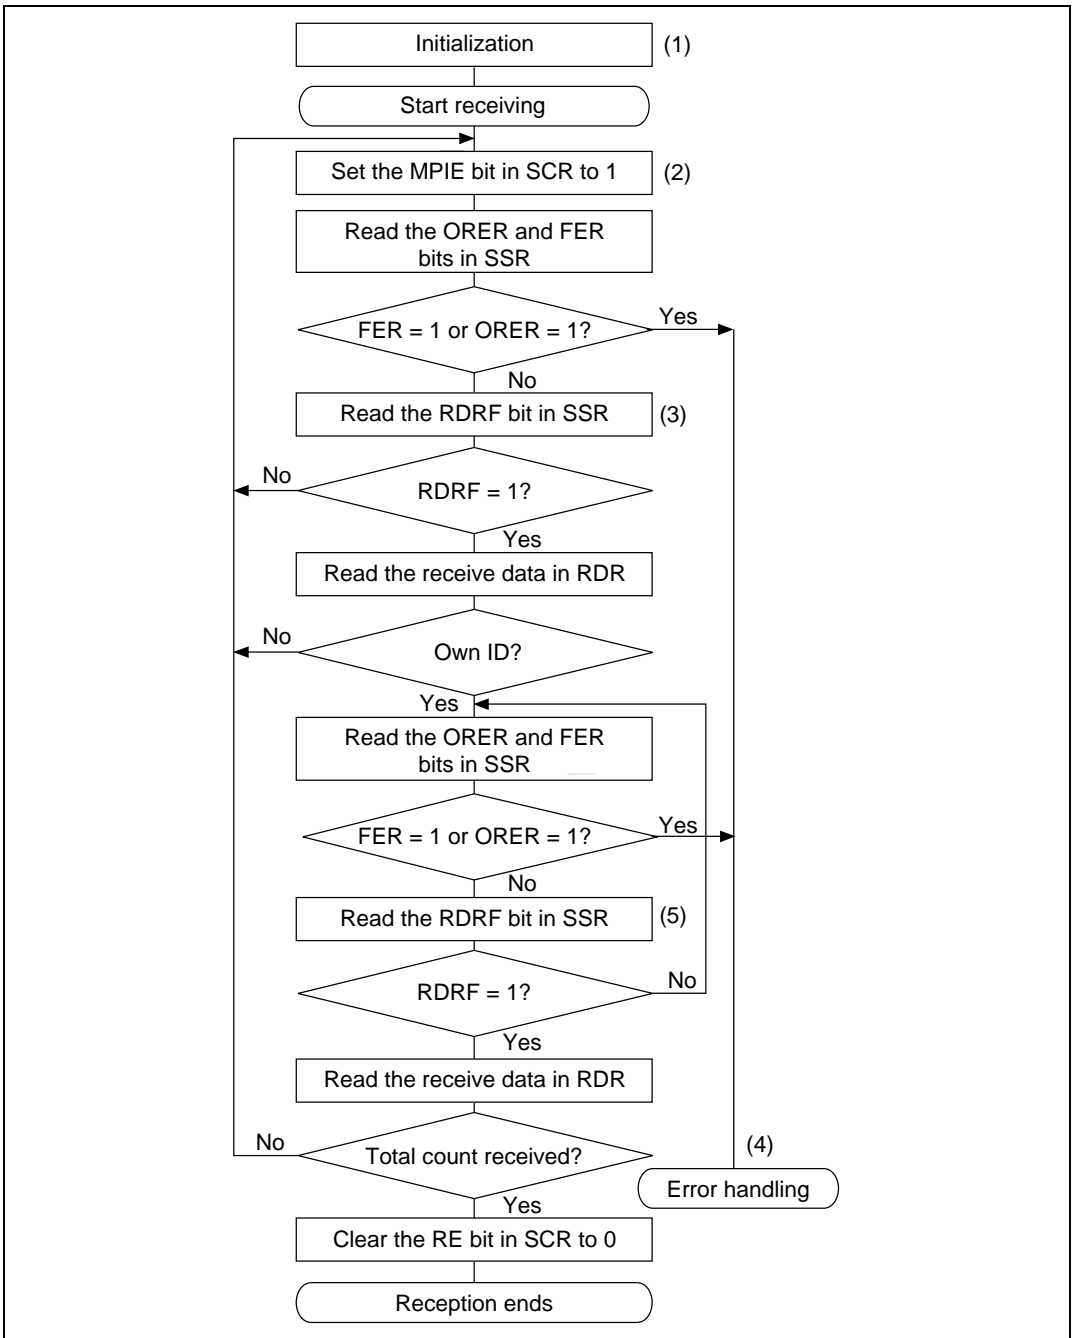 Initialization
(1)
Start receiving
Set the MPIE bit in SCR to 1
(2)
Read the ORER and FER
bits in SSR
FER = 1 or ORER = 1?
Yes
No
Read the RDRF bit in SSR
(3)
No
RDRF = 1?
Yes
Read the receive data in RDR
No
Own ID?
Yes
Read the ORER and FER
bits in SSR
FER = 1 or ORER = 1?
Yes
No
Read the RDRF bit in SSR
(5)
RDRF = 1?
No
Yes
Read the receive data in RDR
No
Total count received?
(4)
Error handling
Yes
Clear the RE bit in SCR to 0
Reception ends